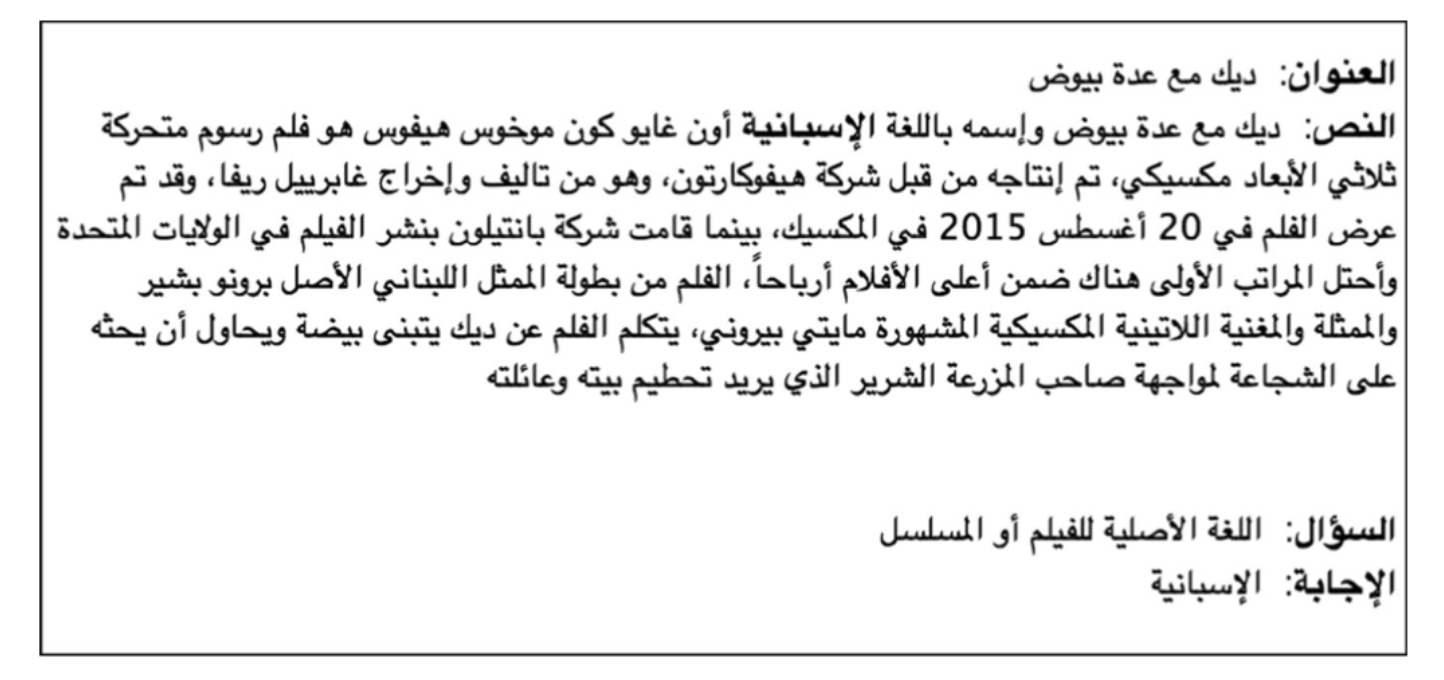 العنوان: ديك مع عدة بيوض
النص: ديك مع عدة بيوض وإسمه باللغة الإسبانية أون غايو كون موخوس هيفوس هو فلم رسوم متحركة
ثلاثي الأبعاد مكسيكي، تم إنتاجه من قبل شركة هيفوكارتون، وهو من تاليف وإخراج غابرييل ريفا، وقد تم
عرض الفلم في 20 أغسطس 2015 في المكسيك، بينما قامت شركة بانتيلون بنشر الفيلم في الولايات المتحدة
وأحتل المراتب الأولى هناك ضمن أعلى الأفلام أرباحاً، الفلم من بطولة الممثل اللبناني الأصل برونو بشير
والممثلة والمغنية اللاتينية المكسيكية المشهورة مايتي بيروني، يتكلم الفلم عن ديك يتبنى بيضة ويحاول أن يحثه
على الشجاعة لمواجهة صاحب المزرعة الشرير الذي يريد تحطيم بيته وعائلته
السؤال: اللغة الأصلية للفيلم أو المسلسل
الإجابة: الإسبانية